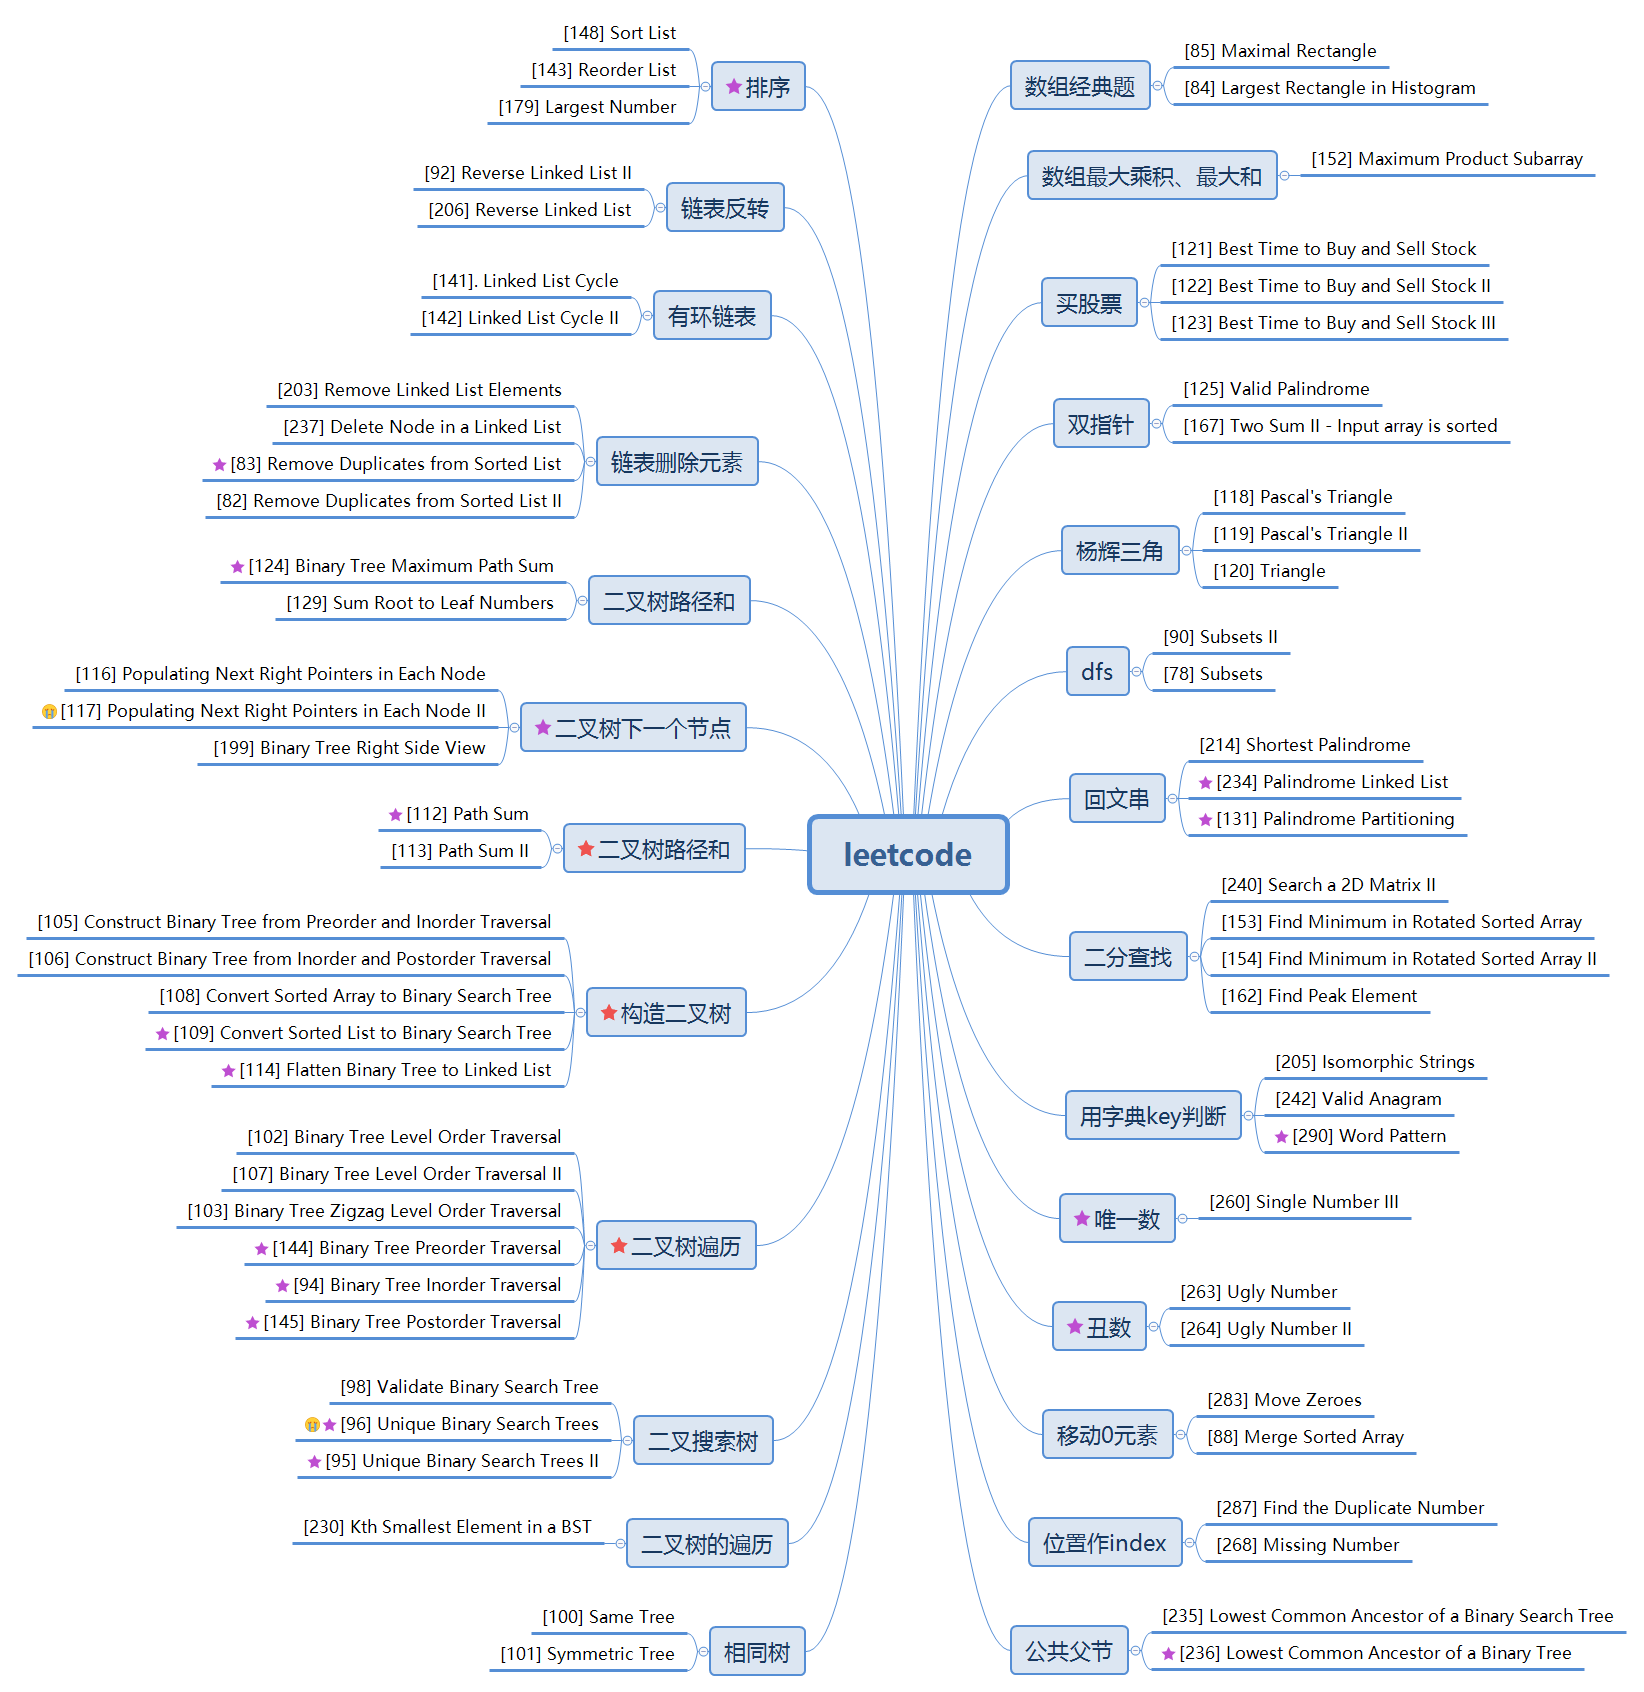 leetcode
数组经典题
[85] Maximal Rectangle
[84] Largest Rectangle in Histogram
数组最大乘积、最大和
[152] Maximum Product Subarray
买股票
[121] Best Time to Buy and Sell Stock
[122] Best Time to Buy and Sell Stock II
[123] Best Time to Buy and Sell Stock III
双指针
[125] Valid Palindrome
[167] Two Sum II - Input array is sorted
杨辉三角
[118] Pascal's Triangle
[119] Pascal's Triangle II
[120] Triangle
dfs
[90] Subsets II
[78] Subsets
回文串
[214] Shortest Palindrome
[234] Palindrome Linked List
[131] Palindrome Partitioning
二分查找
[240] Search a 2D Matrix II
[153] Find Minimum in Rotated Sorted Array
[154] Find Minimum in Rotated Sorted Array II
[162] Find Peak Element
用字典key判断
[205] Isomorphic Strings
[242] Valid Anagram
[290] Word Pattern
唯一数
[260] Single Number III
丑数
[263] Ugly Number
[264] Ugly Number II
移动0元素
[283] Move Zeroes
[88] Merge Sorted Array
位置作index
[287] Find the Duplicate Number
[268] Missing Number
公共父节
[235] Lowest Common Ancestor of a Binary Search Tree
[236] Lowest Common Ancestor of a Binary Tree
排序
[148] Sort List
[143] Reorder List
[179] Largest Number
链表反转
[92] Reverse Linked List II
[206] Reverse Linked List
有环链表
[141]. Linked List Cycle
[142] Linked List Cycle II
链表删除元素
[203] Remove Linked List Elements
[237] Delete Node in a Linked List
[83] Remove Duplicates from Sorted List
[82] Remove Duplicates from Sorted List II
二叉树路径和
[124] Binary Tree Maximum Path Sum
[129] Sum Root to Leaf Numbers
二叉树下一个节点
[116] Populating Next Right Pointers in Each Node
[117] Populating Next Right Pointers in Each Node II
[199] Binary Tree Right Side View
二叉树路径和
[112] Path Sum
[113] Path Sum II
构造二叉树
[105] Construct Binary Tree from Preorder and Inorder Traversal
[106] Construct Binary Tree from Inorder and Postorder Traversal
[108] Convert Sorted Array to Binary Search Tree
[109] Convert Sorted List to Binary Search Tree
[114] Flatten Binary Tree to Linked List
二叉树遍历
[102] Binary Tree Level Order Traversal
[107] Binary Tree Level Order Traversal II
[103] Binary Tree Zigzag Level Order Traversal
[144] Binary Tree Preorder Traversal
[94] Binary Tree Inorder Traversal
[145] Binary Tree Postorder Traversal
二叉搜索树
[98] Validate Binary Search Tree
[96] Unique Binary Search Trees
[95] Unique Binary Search Trees II
二叉树的遍历
[230] Kth Smallest Element in a BST
相同树
[100] Same Tree
[101] Symmetric Tree